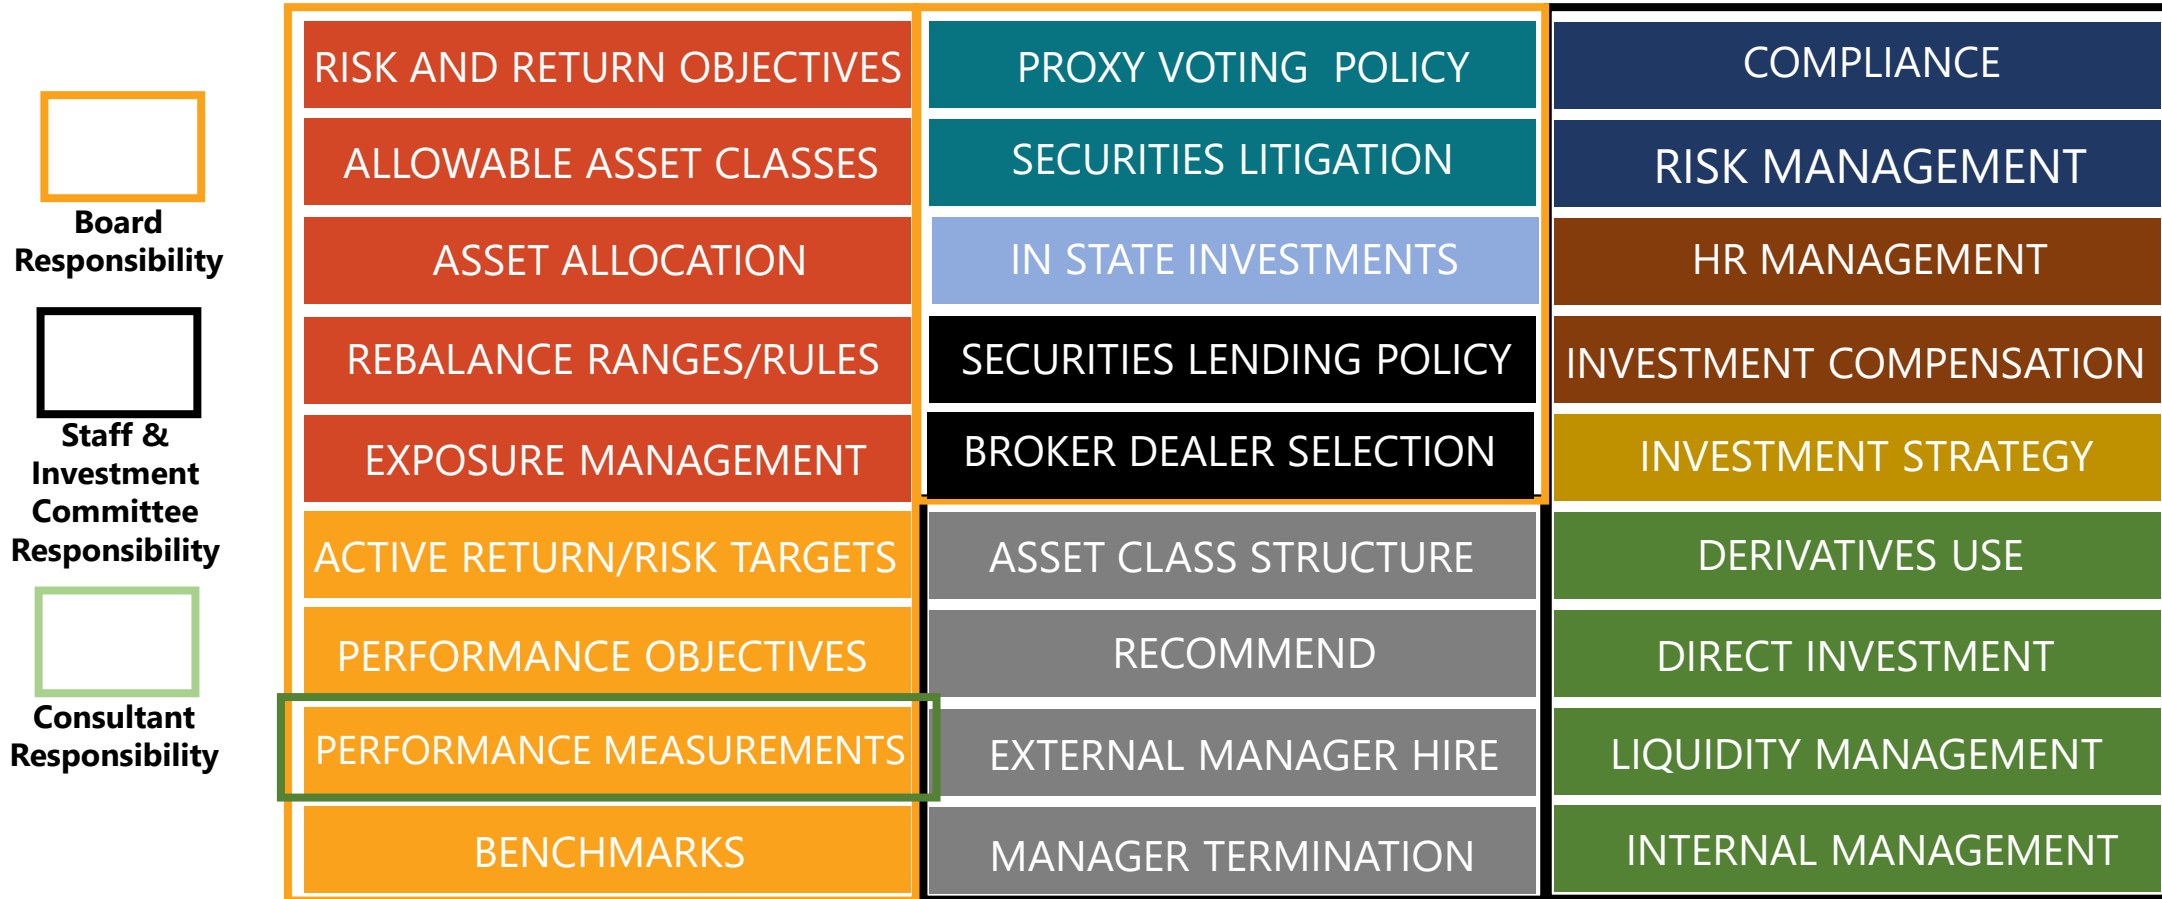 Board
Responsibility
Staff &
Investment
Committee
Responsibility
Consultant
Responsibility
RISK AND RETURN OBJECTIVES
ALLOWABLE ASSET CLASSES
ASSET ALLOCATION
REBALANCE RANGES/RULES
EXPOSURE MANAGEMENT
ACTIVE RETURN/RISK TARGETS
PERFORMANCE OBJECTIVES
PERFORMANCE MEASUREMENTS
BENCHMARKS
PROXY VOTING POLICY
SECURITIES LITIGATION
IN STATE INVESTMENTS
SECURITIES LENDING POLICY
BROKER DEALER SELECTION
ASSET CLASS STRUCTURE
RECOMMEND
EXTERNAL MANAGER HIRE
MANAGER TERMINATION
COMPLIANCE
RISK MANAGEMENT
HR MANAGEMENT
INVESTMENT COMPENSATION
INVESTMENT STRATEGY
DERIVATIVES USE
DIRECT INVESTMENT
LIQUIDITY MANAGEMENT
INTERNAL MANAGEMENT